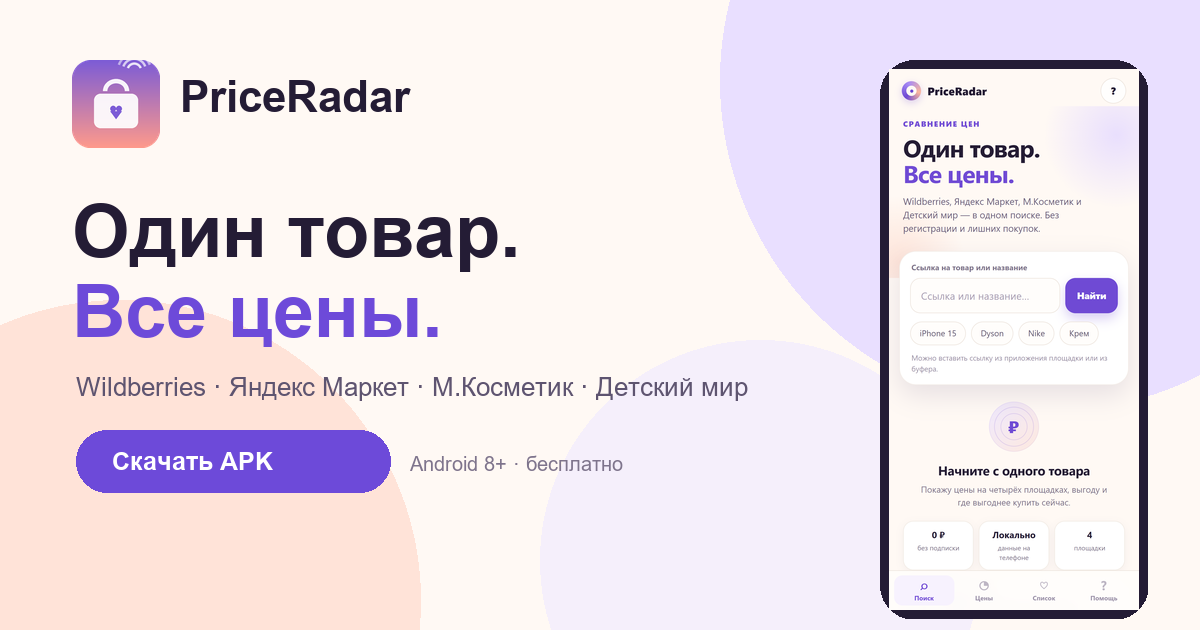 PriceRadar
Один товар.
Все цены.
Wildberries · Яндекс Маркет · М.Косметик · Детский мир
Скачать APK
Android 8+ · бесплатно
PriceRadar
?
СРАВНЕНИЕ ЦЕН
Один товар.
Все цены.
Wildberries, Яндекс Маркет, М.Косметик и
Детский мир — в одном поиске. Без
регистрации и лишних покупок.
Ссылка на товар или название
Ссылка или название...
Найти
iPhone 15
Dyson
Nike
Крем
Можно вставить ссылку из приложения площадки или из
буфера.
₽
Начните с одного товара
Покажу цены на четырёх площадках, выгоду и
где выгоднее купить сейчас.
0 ₽
без подписки
Локально
данные на
телефоне
4
площадки
Поиск
Цены
Список
?
Помощь